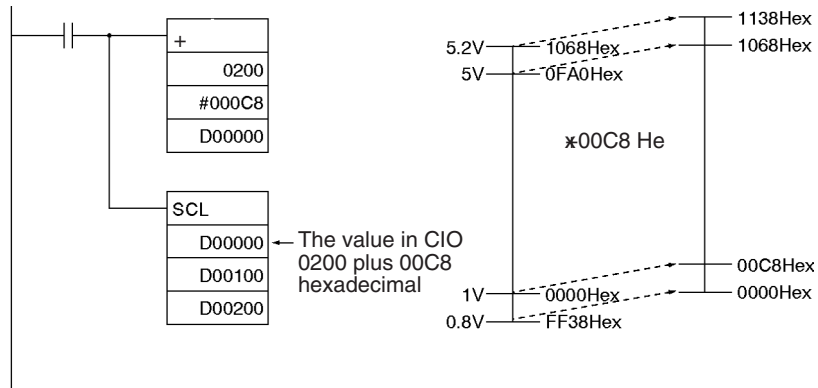 +
0200
#000C8
D00000
SCL
D00000
D00100
D00200
The value in CIO
0200 plus 00C8
hexadecimal
1138Hex
5.2V 1068Hex 1068Hex
5V 0FA0Hex
+00C8 He
00C8Hex
1V 0000Hex 0000Hex
0.8V FF38Hex